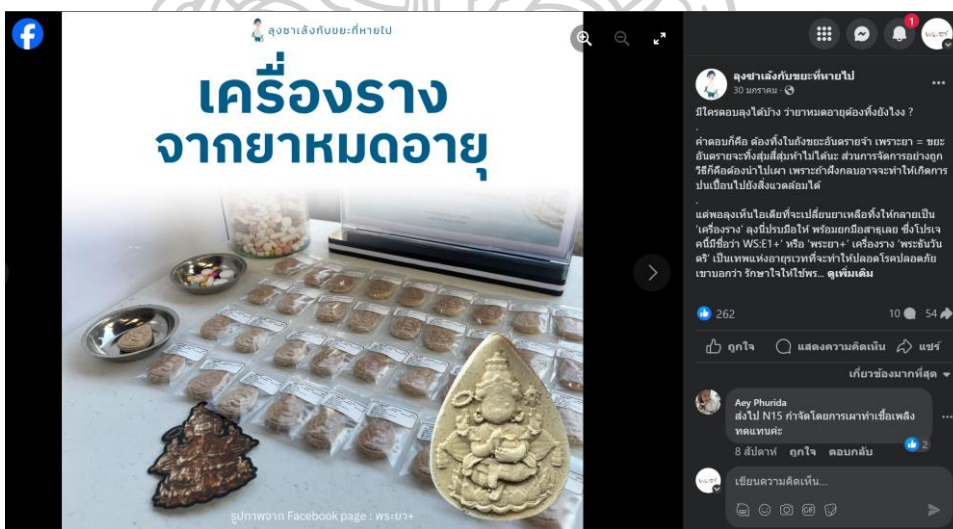 ลุงซาเล้งกับขยะที่หายไป
เครื่องราง
จากยาหมดอายุ
รูปภาพจาก Facebook page : พระยา+
1
ลุงซาเล้งกับขยะที่หายไป
30 มกราคม ·
มีใครตอบลุงได้บ้าง ว่ายาหมดอายุต้องทิ้งยังไงง ?
.
คำตอบก็คือ ต้องทิ้งในถังขยะอันตรายจ้า เพราะยา = ขยะ
อันตรายจะทิ้งสุ่มสี่สุ่มห้าไม่ได้นะ ส่วนการจัดการอย่างถูก
วิธีก็คือต้องนำไปเผา เพราะถ้าฝังกลบอาจจะทำให้เกิดการ
ปนเปื้อนไปยังสิ่งแวดล้อมได้
.
แต่พอลุงเห็นไอเดียที่จะเปลี่ยนยาเหลือทิ้งให้กลายเป็น
'เครื่องราง' ลุงนี่ปรบมือให้ พร้อมยกมือสาธุเลย ซึ่งโปรเจ
คนี้มีชื่อว่า WS:E1+' หรือ 'พระยา+' เครื่องราง 'พระธันวัน
ตรี' เป็นเทพแห่งอายุรเวทที่จะทำให้ปลอดโรคปลอดภัย
เขาบอกว่า รักษาใจให้ใช้พร... ดูเพิ่มเติม
262
10 54
ถูกใจ แสดงความคิดเห็น แชร์
เกี่ยวข้องมากที่สุด
Aey Phurida
ส่งไป N15 กำจัดโดยการเผาทำเชื้อเพลิง
ทดแทนค่ะ
2
8 สัปดาห์ ถูกใจ ตอบกลับ
เขียนความคิดเห็น...
GIF